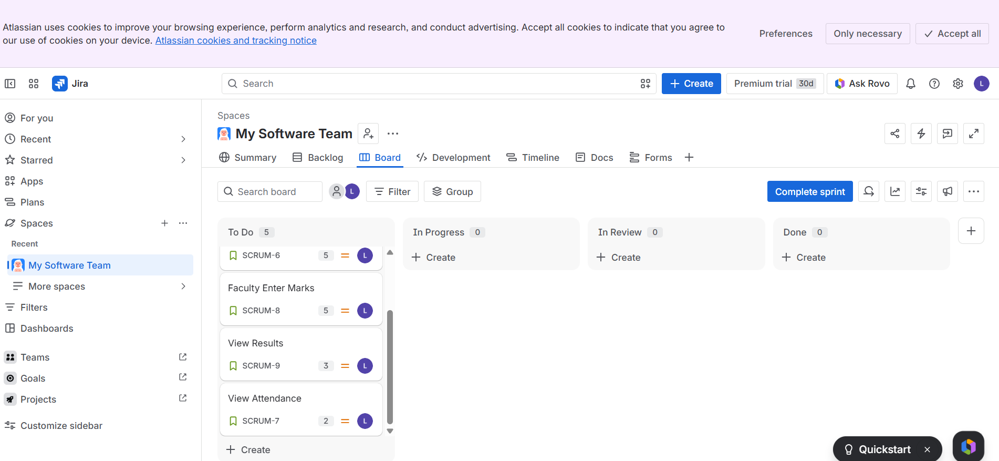 Atlassian uses cookies to improve your browsing experience, perform analytics and research, and conduct advertising. Accept all cookies to indicate that you agree to
our use of cookies on your device. Atlassian cookies and tracking notice
Preferences
Only necessary
Accept all
Jira
Search
Create
Premium trial 30d
Ask Rovo
L
For you
Recent
Starred
Apps
Plans
Spaces
Recent
My Software Team
More spaces
Filters
Dashboards
Teams
Goals
Projects
Customize sidebar
Spaces
My Software Team
Summary
Backlog
Board
Development
Timeline
Docs
Forms
Search board
L
Filter
Group
Complete sprint
To Do 5
SCRUM-6 5 L
Faculty Enter Marks
SCRUM-8 5 L
View Results
SCRUM-9 3 L
View Attendance
SCRUM-7 2 L
Create
In Progress 0
Create
In Review 0
Create
Done 0
Create
Quickstart